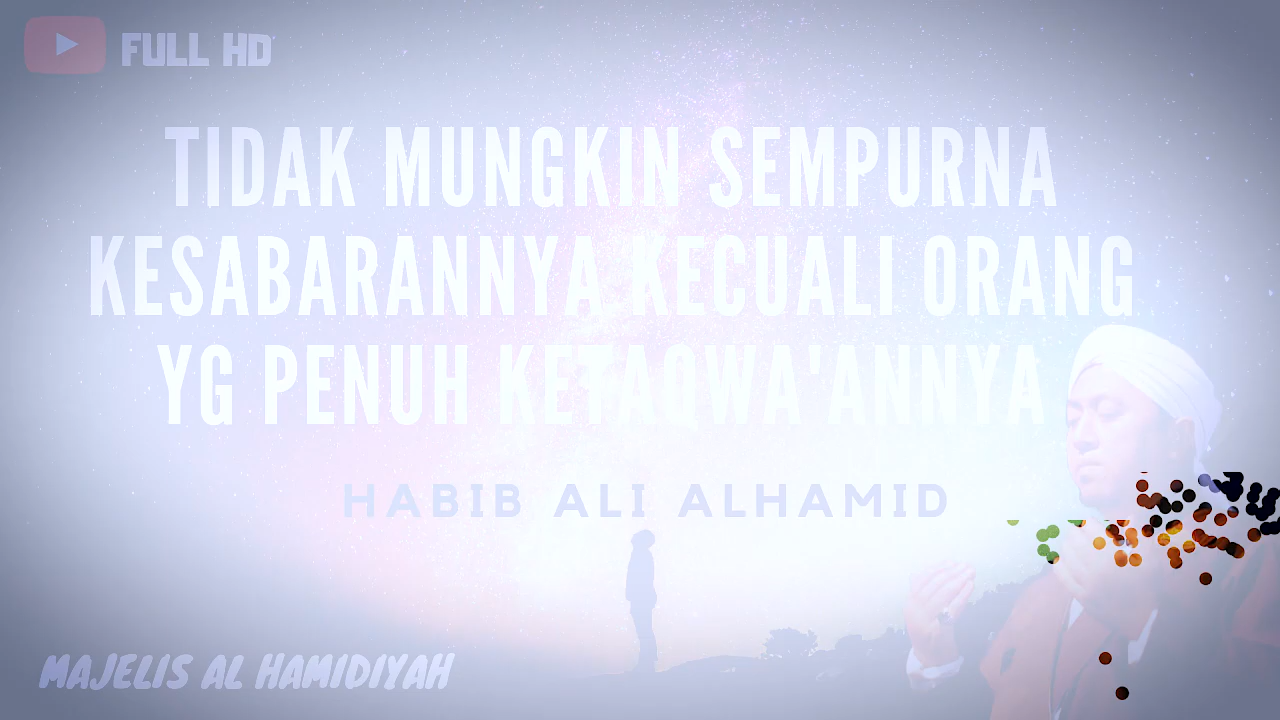 FULL HD
TIDAK MUNGKIN SEMPURNA
KESABARANNYA KECUALI ORANG
YG PENUH KETAQWA'ANNYA
HABIB ALI ALHAMID
MAJELIS AL HAMIDIYAH